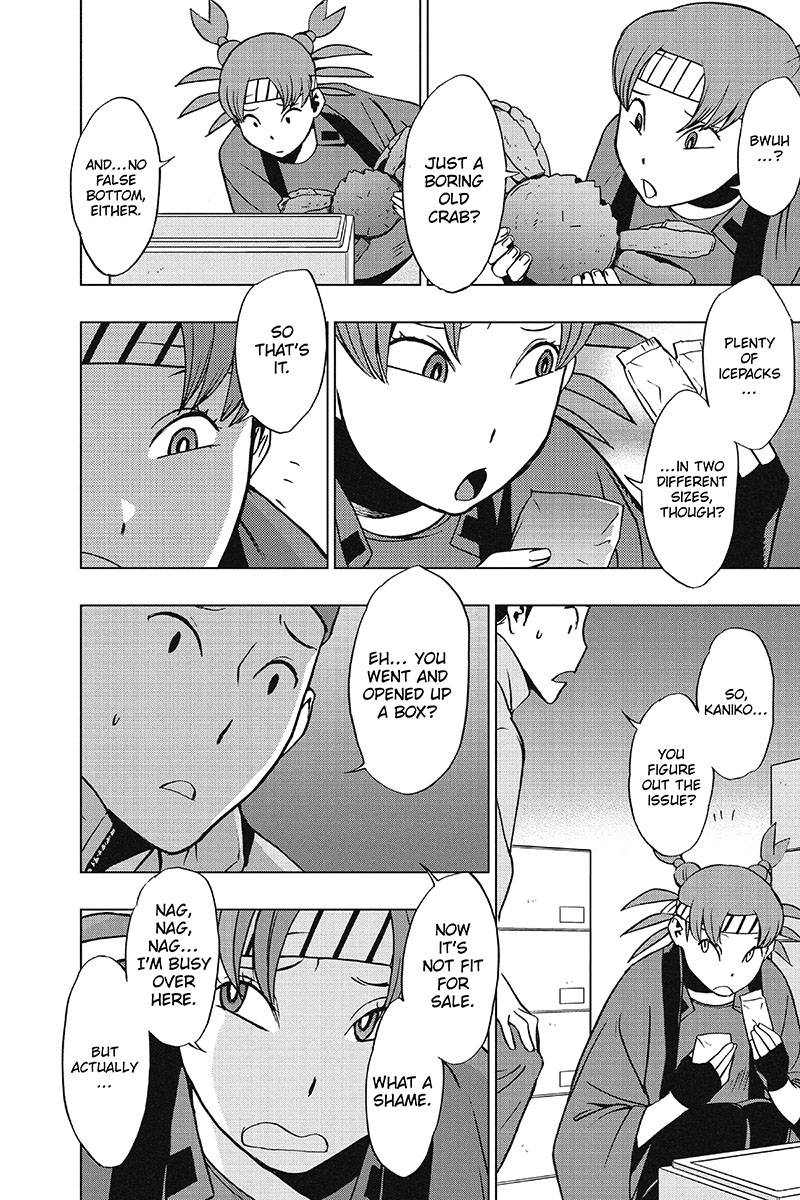 BWUH
...?
JUST A
BORING
OLD
CRAB?
AND...NO
FALSE
BOTTOM,
EITHER.
PLENTY
OF
ICEPACKS
...
...IN TWO
DIFFERENT
SIZES,
THOUGH?
SO
THAT'S
IT.
SO,
KANIKO...
YOU
FIGURE
OUT THE
ISSUE?
EH... YOU
WENT AND
OPENED UP
A BOX?
NOW
IT'S
NOT FIT
FOR
SALE.
WHAT A
SHAME.
NAG,
NAG,
NAG...
I'M BUSY
OVER
HERE.
BUT
ACTUALLY
...